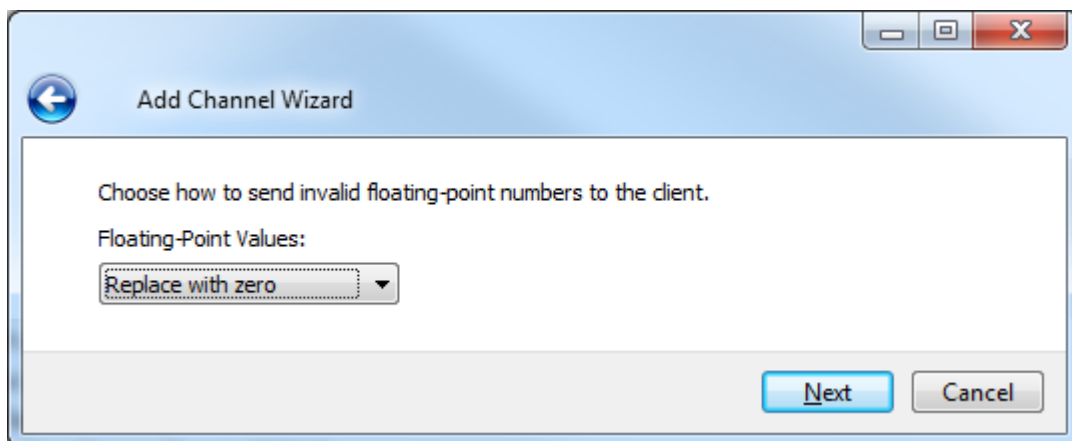 Add Channel Wizard
Choose how to send invalid floating-point numbers to the client.
Floating-Point Values:
Replace with zero
Next Cancel